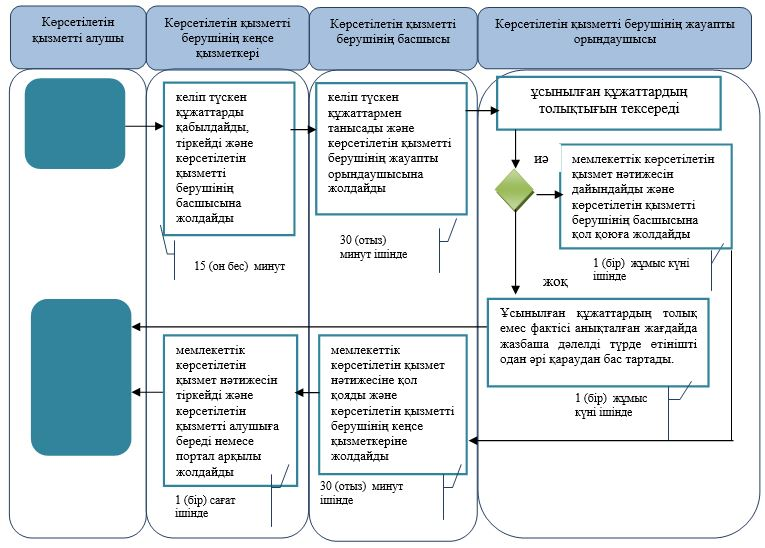 Көрсетілетін
қызметті алушы
Көрсетілетін қызметті
берушінің кеңсе
қызметкері
Көрсетілетін қызметті
берушінің басшысы
Көрсетілетін қызметті берушінің жауапты
орындаушысы
келіп түскен
құжаттарды
қабылдайды,
тіркейді және
көрсетілетін
қызметті
берушінің
басшысына
жолдайды
15 (он бес) минут
келіп түскен
құжаттармен
танысады және
көрсетілетін қызметті
берушінің жауапты
орындаушысына
жолдайды
30 (отыз)
минут ішінде
ұсынылған құжаттардың
толықтығын тексереді
иә
мемлекеттік көрсетілетін
қызмет нәтижесін
дайындайды және
көрсетілетін қызметті
берушінің басшысына
қол қоюға жолдайды
1 (бір) жұмыс күні
ішінде
жоқ
Ұсынылған құжаттардың толық
емес фактісі анықталған жағдайда
жазбаша дәлелді түрде өтінішті
одан әрі қараудан бас тартады.
1 (бір) жұмыс
күні ішінде
мемлекеттік
көрсетілетін қызмет
нәтижесіне қол
қояды және
көрсетілетін қызметті
берушінің кеңсе
қызметкеріне
жолдайды
30 (отыз) минут
ішінде
мемлекеттік
көрсетілетін
қызмет нәтижесін
тіркейді және
көрсетілетін
қызметті алушыға
береді немесе
портал арқылы
жолдайды
1 (бір) сағат
ішінде